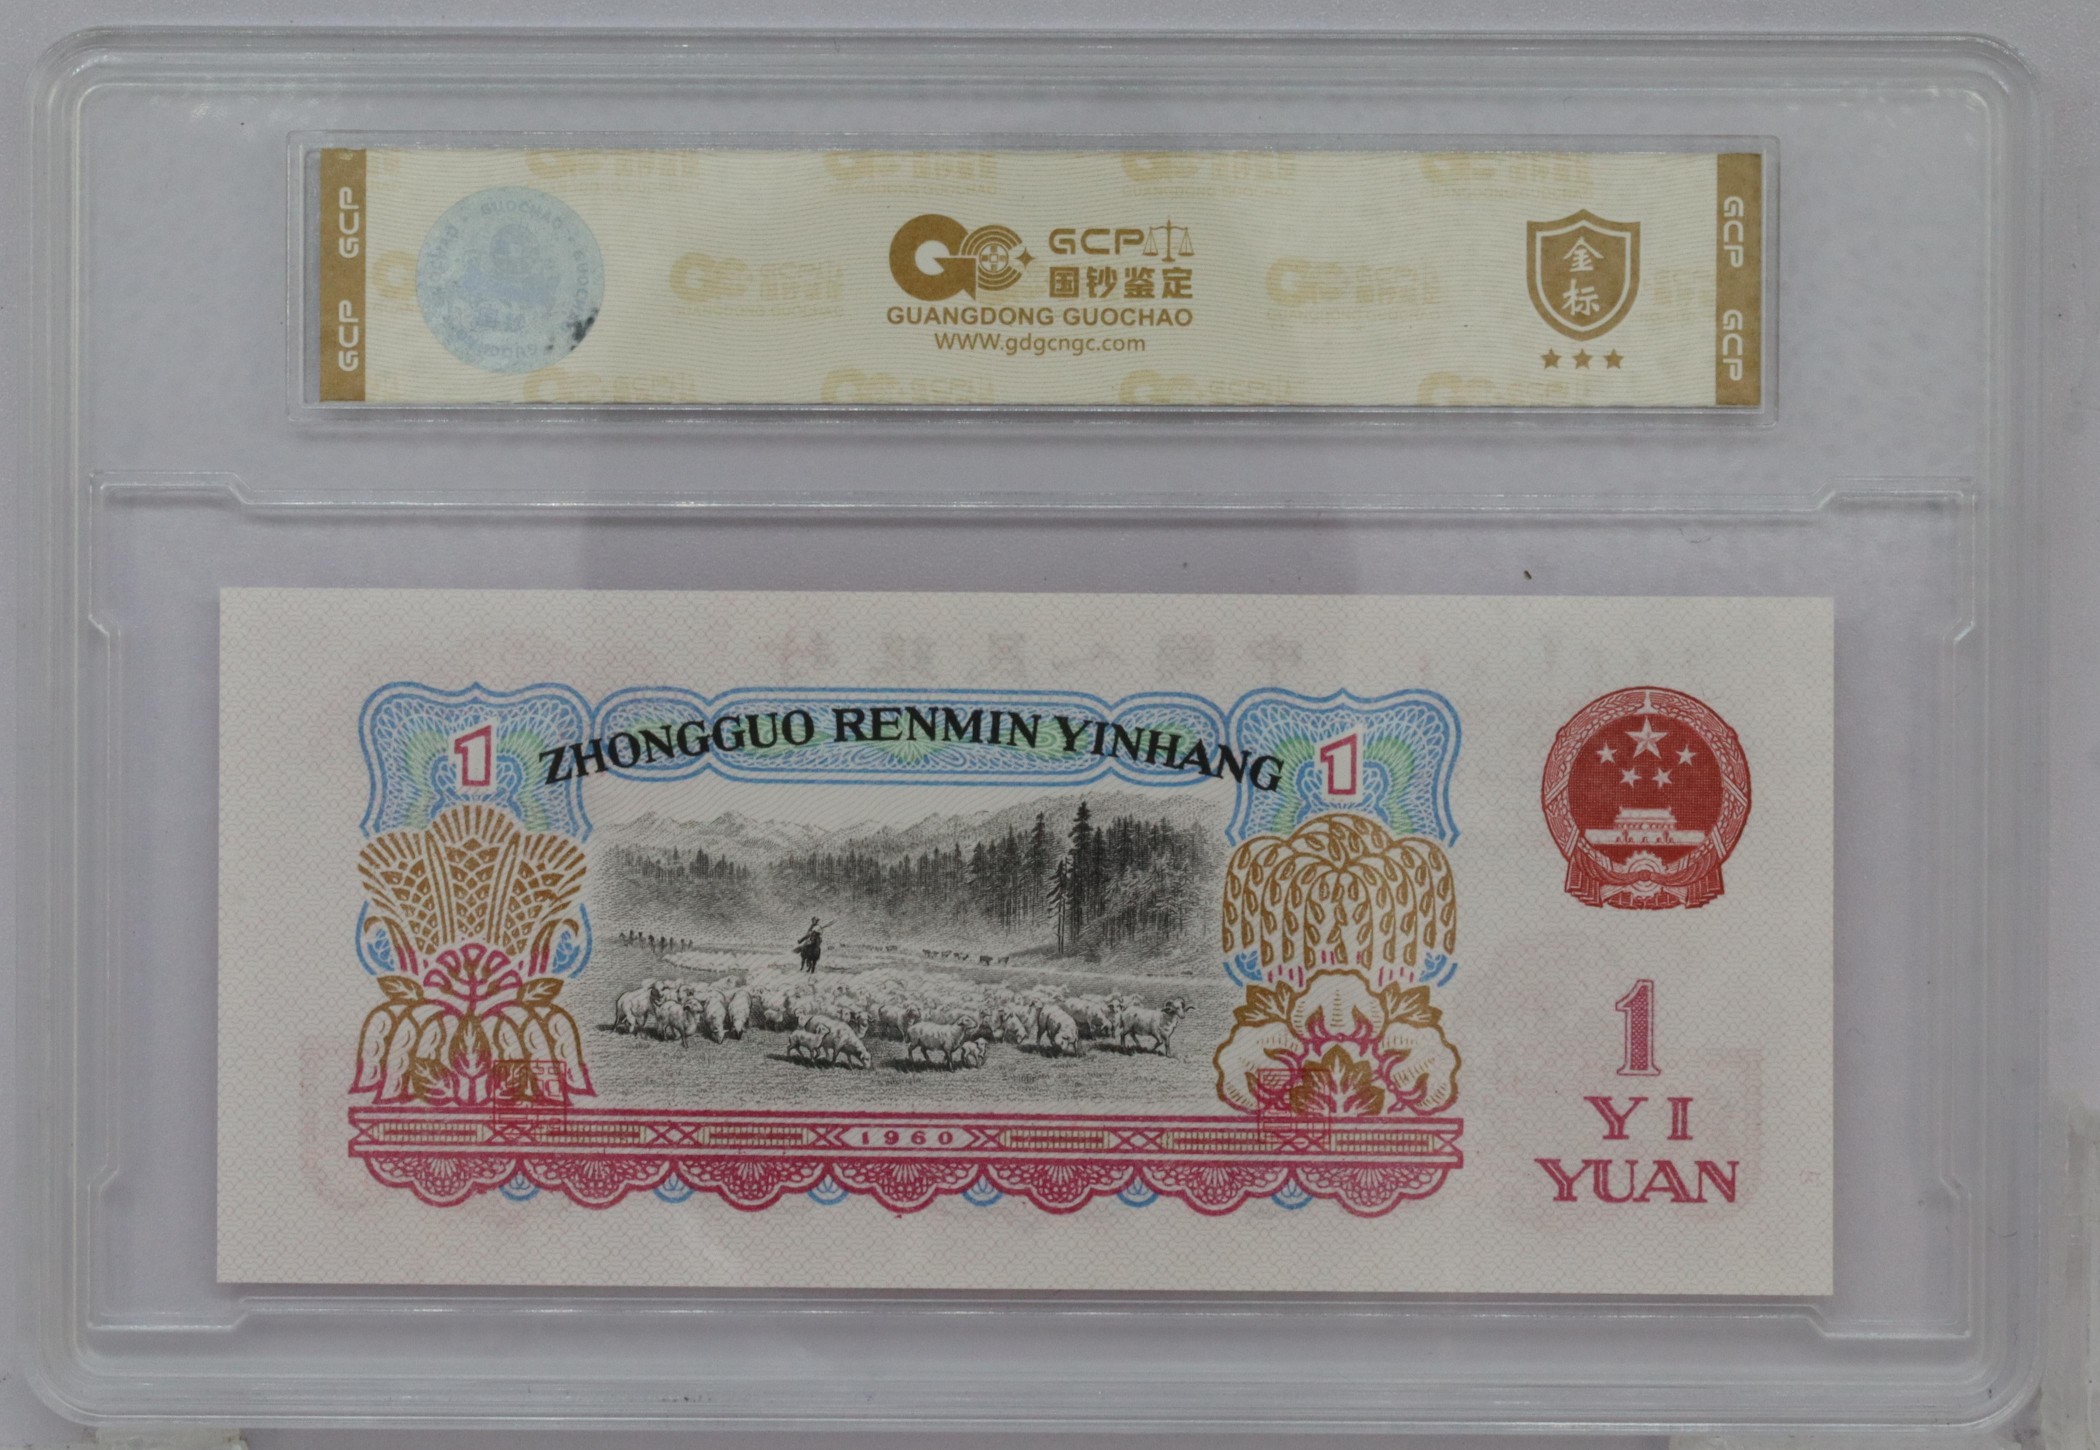 GCP GCP
GCP
国钞鉴定
GUANGDONG GUOCHAO
WWW.gdgcngc.com
金标
GCP GCP
ZHONGGUO RENMIN YINHANG
1
1
1960
1
YI
YUAN